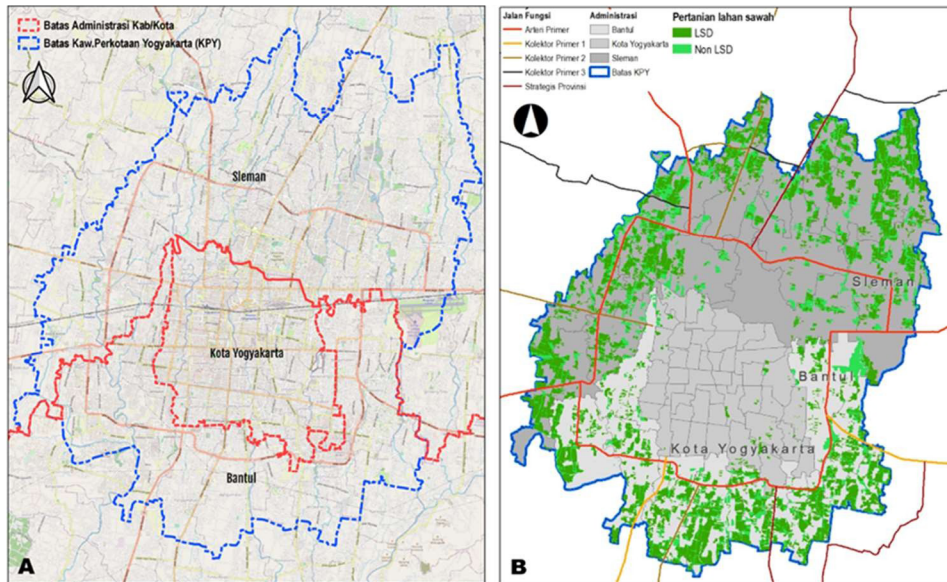 Batas Administrasi Kab/Kota
Batas Kaw.Perkotaan Yogyakarta (KPY)
Sleman
Kota Yogyakarta
Bantul
A
Jalan Fungsi
Arteri Primer
Kolektor Primer 1
Kolektor Primer 2
Kolektor Primer 3
Strategis Provinsi
Administrasi
Bantul
Kota Yogyakarta
Sleman
Batas KPY
Pertanian lahan sawah
LSD
Non LSD
Sleman
Bantul
Kota Yogyakarta
B